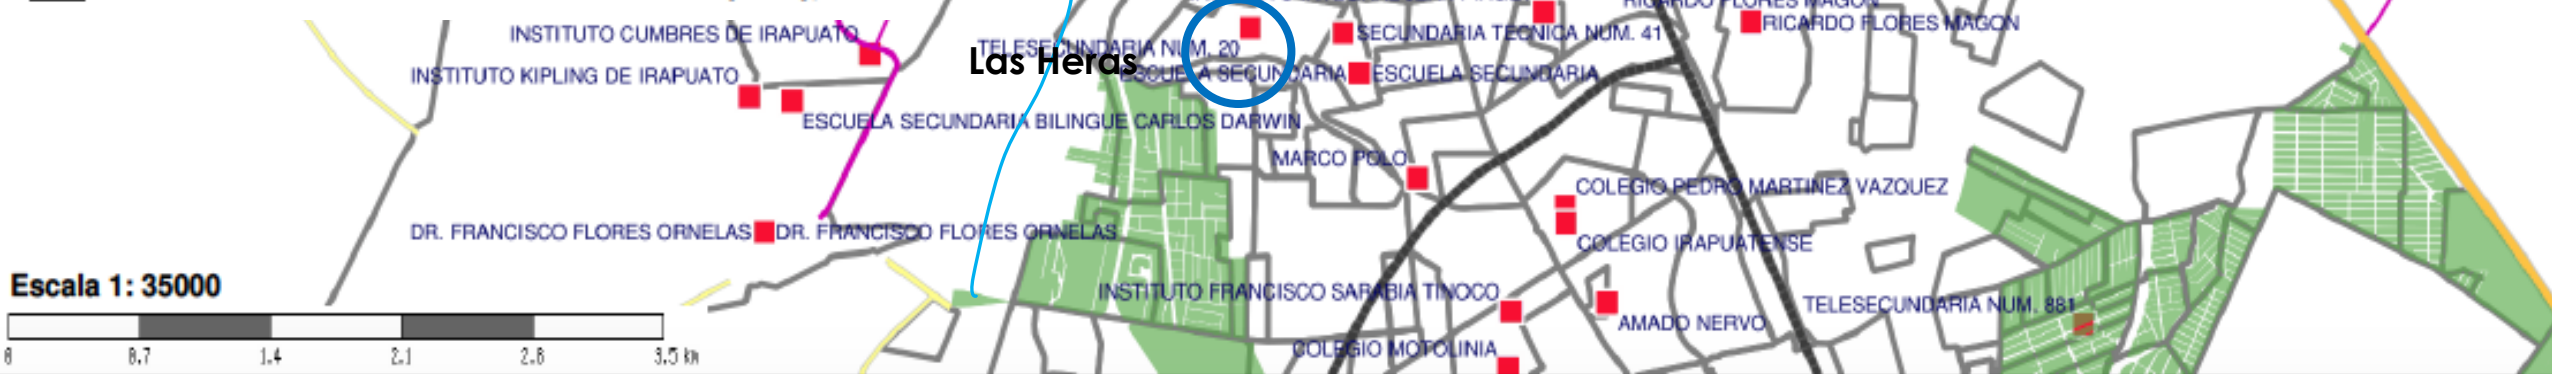 RICARDO FLORES MAGON
RICARDO FLORES MAGON
INSTITUTO CUMBRES DE IRAPUATO
SECUNDARIA TECNICA NUM. 41
TELESECUNDARIA NUM. 20
Las Heras
INSTITUTO KIPLING DE IRAPUATO
ESCUELA SECUNDARIA
ESCUELA SECUNDARIA
ESCUELA SECUNDARIA BILINGUE CARLOS DARWIN
MARCO POLO
COLEGIO PEDRO MARTINEZ VAZQUEZ
DR. FRANCISCO FLORES ORNELAS
DR. FRANCISCO FLORES ORNELAS
COLEGIO IRAPUATENSE
Escala 1: 35000
INSTITUTO FRANCISCO SARABIA TINOCO
TELESECUNDARIA NUM. 881
AMADO NERVO
COLEGIO MOTOLINIA
0 0.7 1.4 2.1 2.8 3.5 km